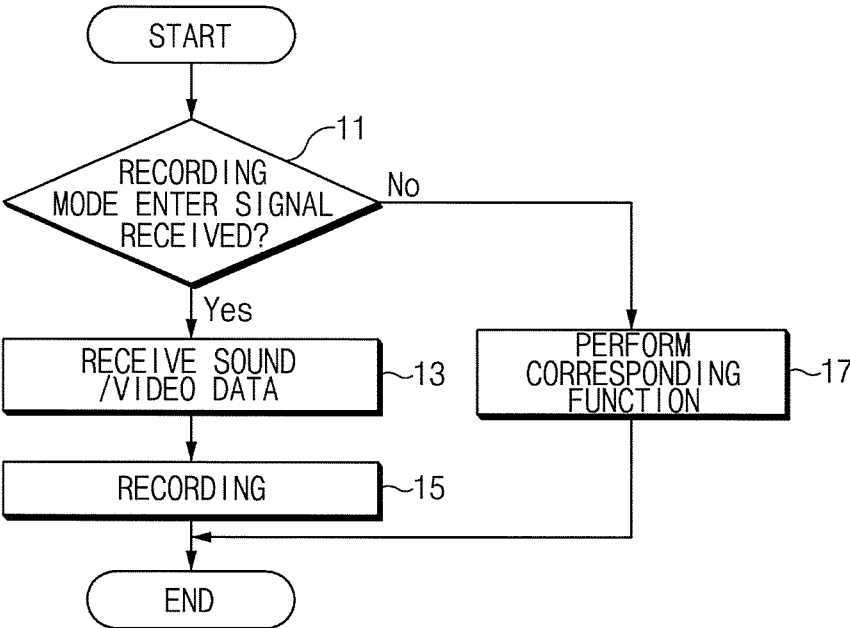 START
11
RECORDING
MODE ENTER SIGNAL
RECEIVED?
No
Yes
RECEIVE SOUND
/VIDEO DATA
13
PERFORM
CORRESPONDING
FUNCTION
17
RECORDING
15
END